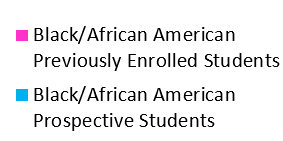 Black/African American
Previously Enrolled Students
Black/African American
Prospective Students